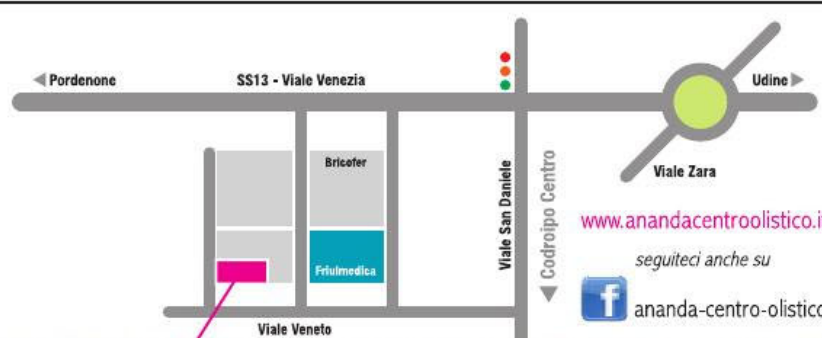 Pordenone
SS13 - Viale Venezia
Udine
Bricofer
Viale San Daniele
Codroipo Centro
Viale Zara
www.anandacentroolistico.i
seguiteci anche su
Friulmedica
f ananda-centro-olistico
Viale Veneto